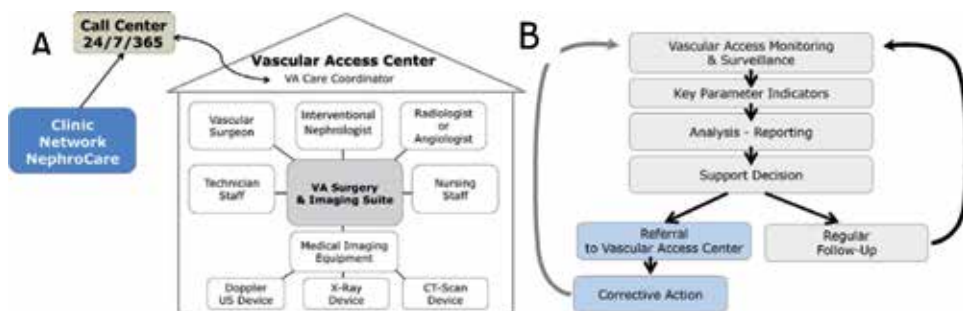 A
Call Center
24/7/365
Clinic
Network
NephroCare
Vascular Access Center
VA Care Coordinator
Vascular
Surgeon
Interventional
Nephrologist
Radiologist
or
Angiologist
Technician
Staff
VA Surgery
& Imaging Suite
Nursing
Staff
Medical Imaging
Equipment
Doppler
US Device
X-Ray
Device
CT-Scan
Device
B
Vascular Access Monitoring
& Surveillance
Key Parameter Indicators
Analysis - Reporting
Support Decision
Referral
to Vascular Access Center
Regular
Follow-Up
Corrective Action